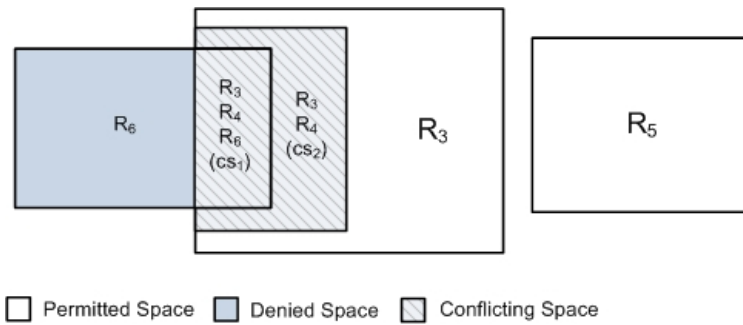 R₆
R₃
R₄
R₆
(cs₁)
R₃
R₄
(cs₂)
R₃
R₅
Permitted Space
Denied Space
Conflicting Space